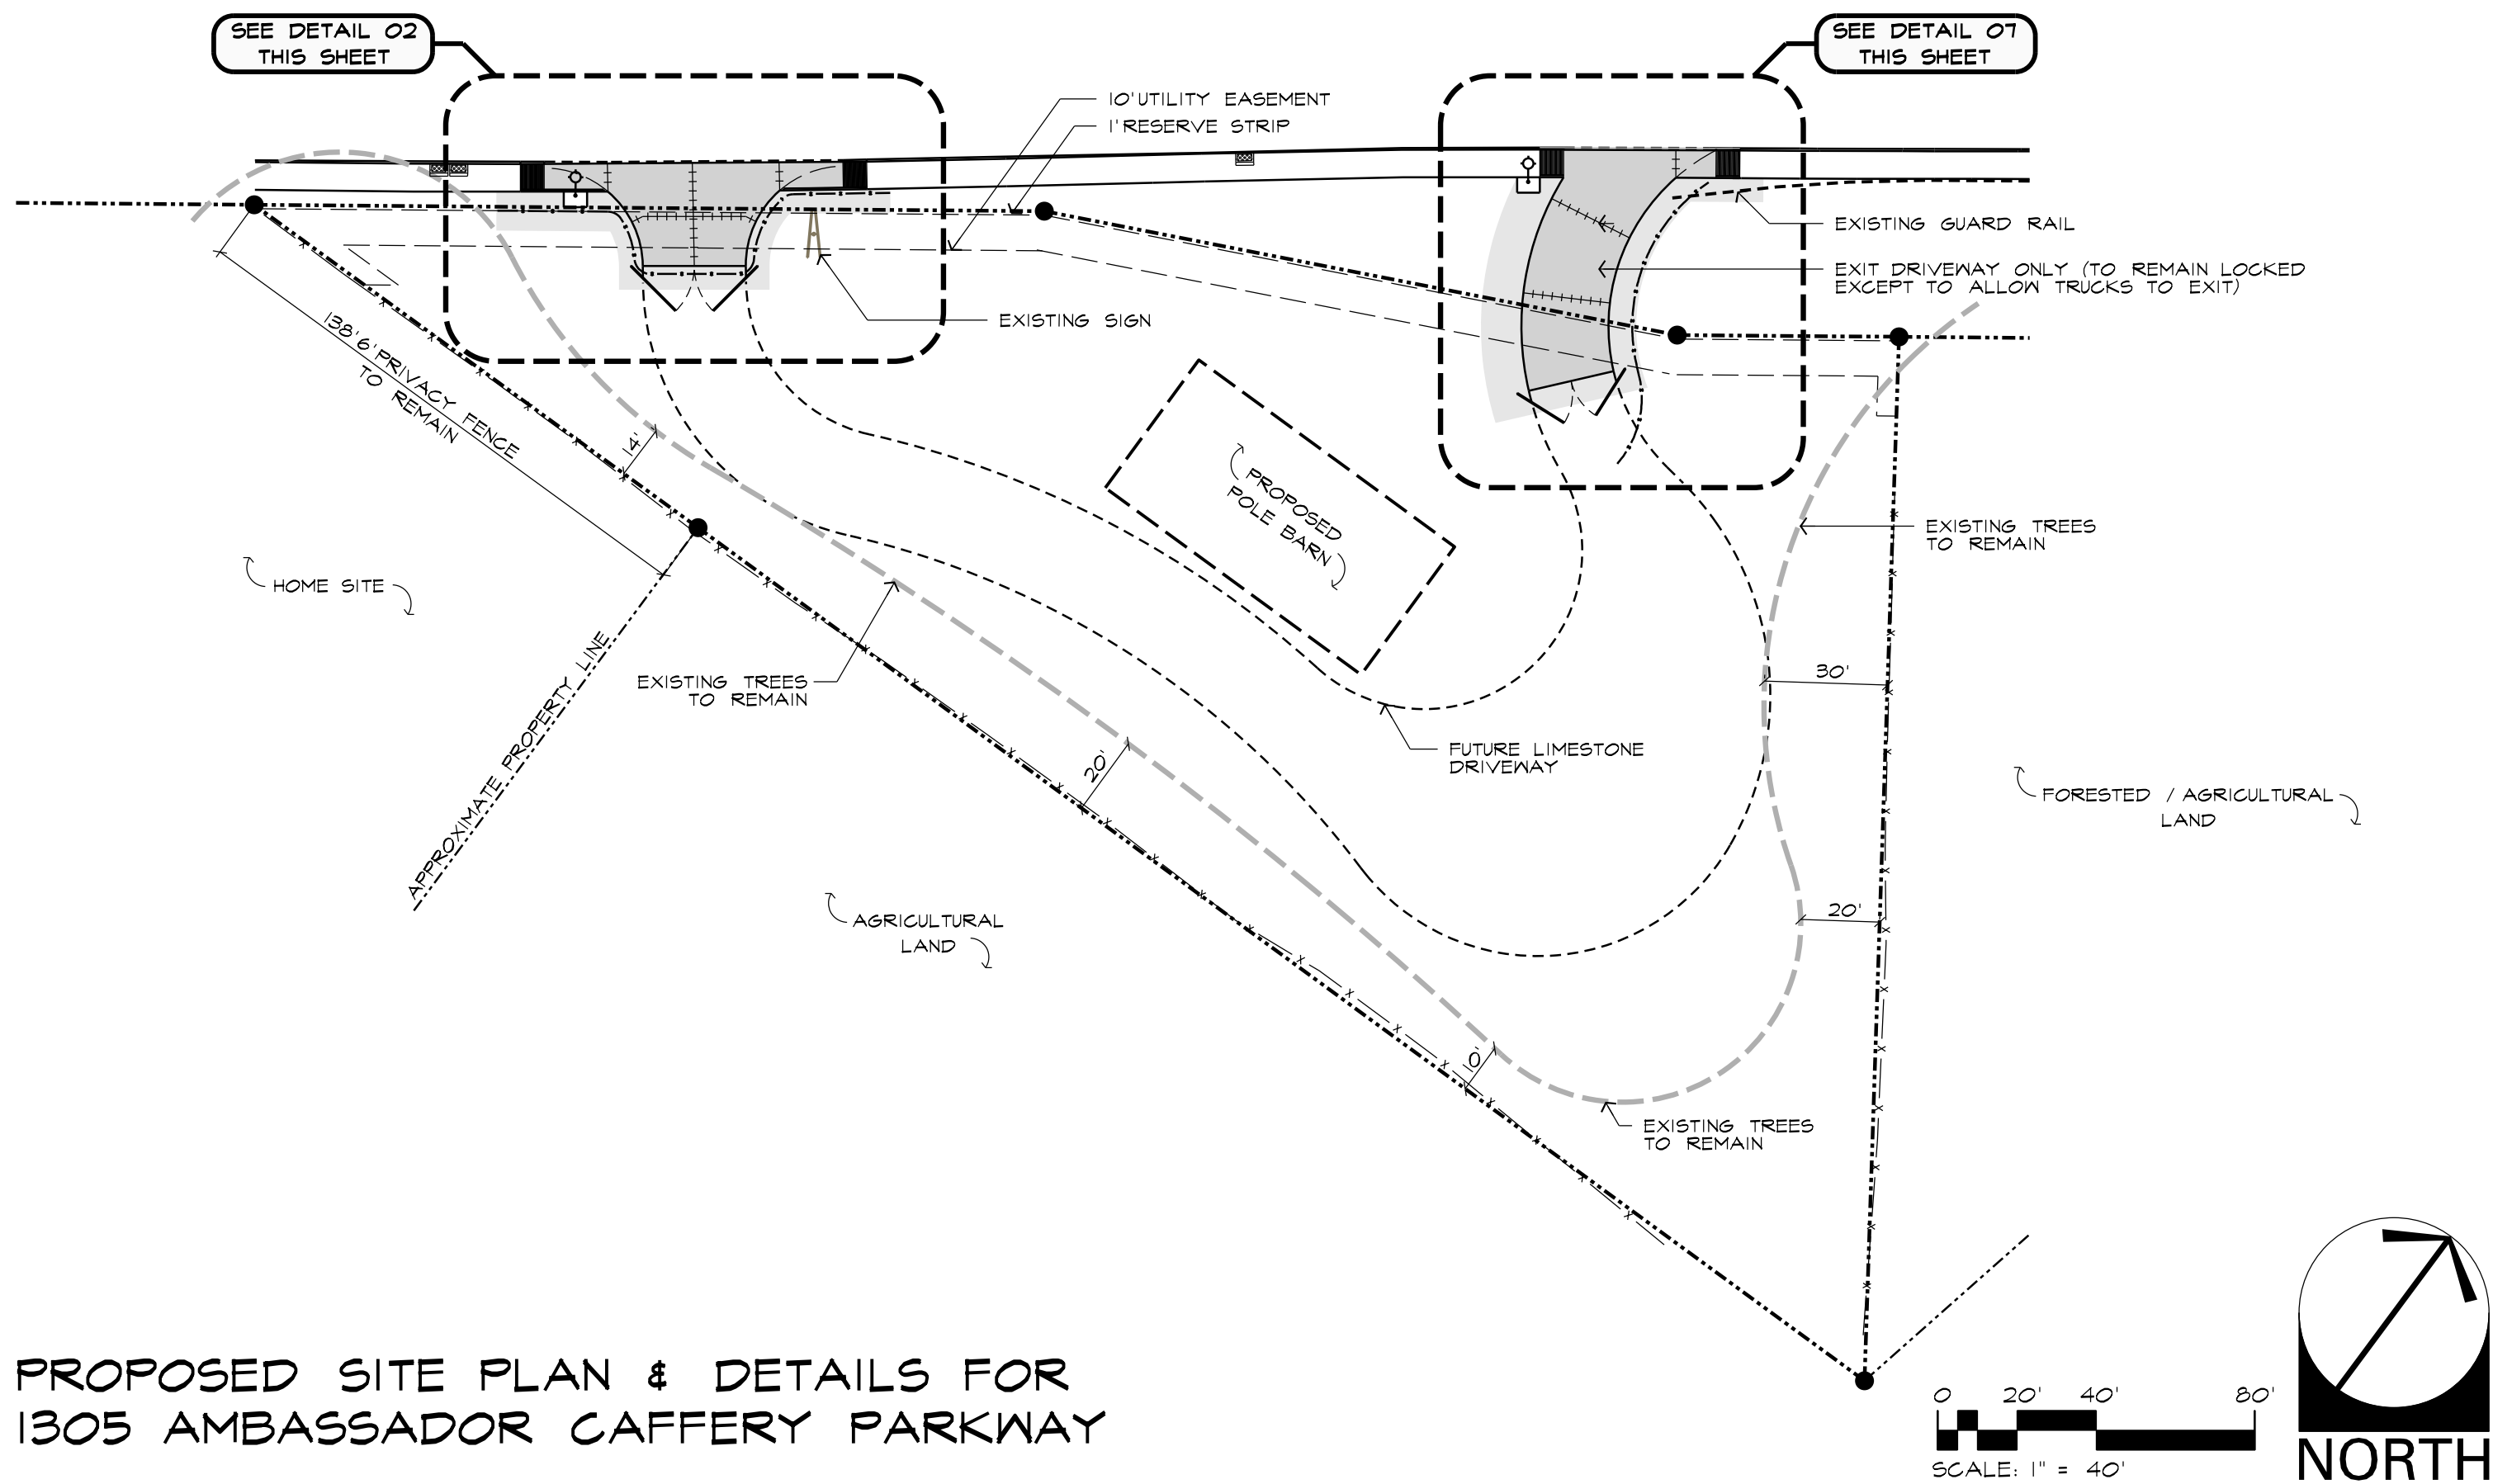 SEE DETAIL 02
THIS SHEET
SEE DETAIL 07
THIS SHEET
10' UTILITY EASEMENT
1' RESERVE STRIP
EXISTING GUARD RAIL
EXIT DRIVEWAY ONLY (TO REMAIN LOCKED
EXCEPT TO ALLOW TRUCKS TO EXIT)
EXISTING SIGN
138' 6' PRIVACY FENCE
TO REMAIN
14'
PROPOSED
POLE BARN
EXISTING TREES
TO REMAIN
HOME SITE
APPROXIMATE PROPERTY LINE
EXISTING TREES
TO REMAIN
30'
20'
FUTURE LIMESTONE
DRIVEWAY
FORESTED / AGRICULTURAL
LAND
AGRICULTURAL
LAND
20'
10'
EXISTING TREES
TO REMAIN
PROPOSED SITE PLAN & DETAILS FOR
1305 AMBASSADOR CAFFERY PARKWAY
0 20' 40' 80'
SCALE: 1" = 40'
NORTH